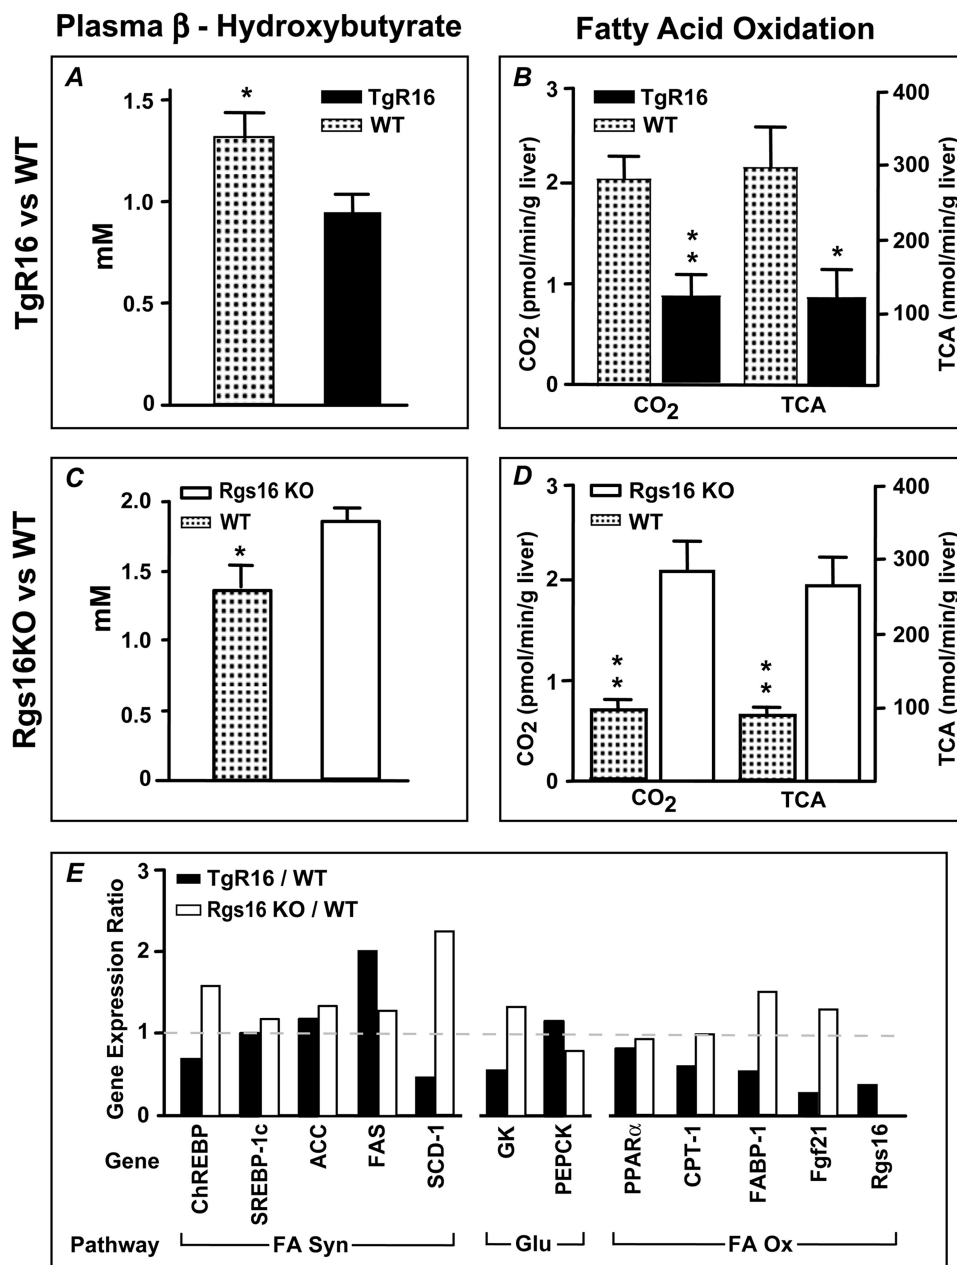 Plasma β - Hydroxybutyrate
Fatty Acid Oxidation
TgR16 vs WT
A
1.5
1.0
0.5
0
mM
*
TgR16
WT
B
3
2
1
0
CO2 (pmol/min/g liver)
TgR16
WT
*
*
*
400
300
200
100
TCA (nmol/min/g liver)
CO2
TCA
Rgs16KO vs WT
C
2.0
1.5
1.0
0.5
0
mM
Rgs16 KO
WT
*
D
3
2
1
0
CO2 (pmol/min/g liver)
Rgs16 KO
WT
*
*
*
*
400
300
200
100
TCA (nmol/min/g liver)
CO2
TCA
E
3
2
1
0
Gene Expression Ratio
TgR16 / WT
Rgs16 KO / WT
Gene
ChREBP
SREBP-1c
ACC
FAS
SCD-1
GK
PEPCK
PPARα
CPT-1
FABP-1
Fgf21
Rgs16
Pathway
FA Syn
Glu
FA Ox